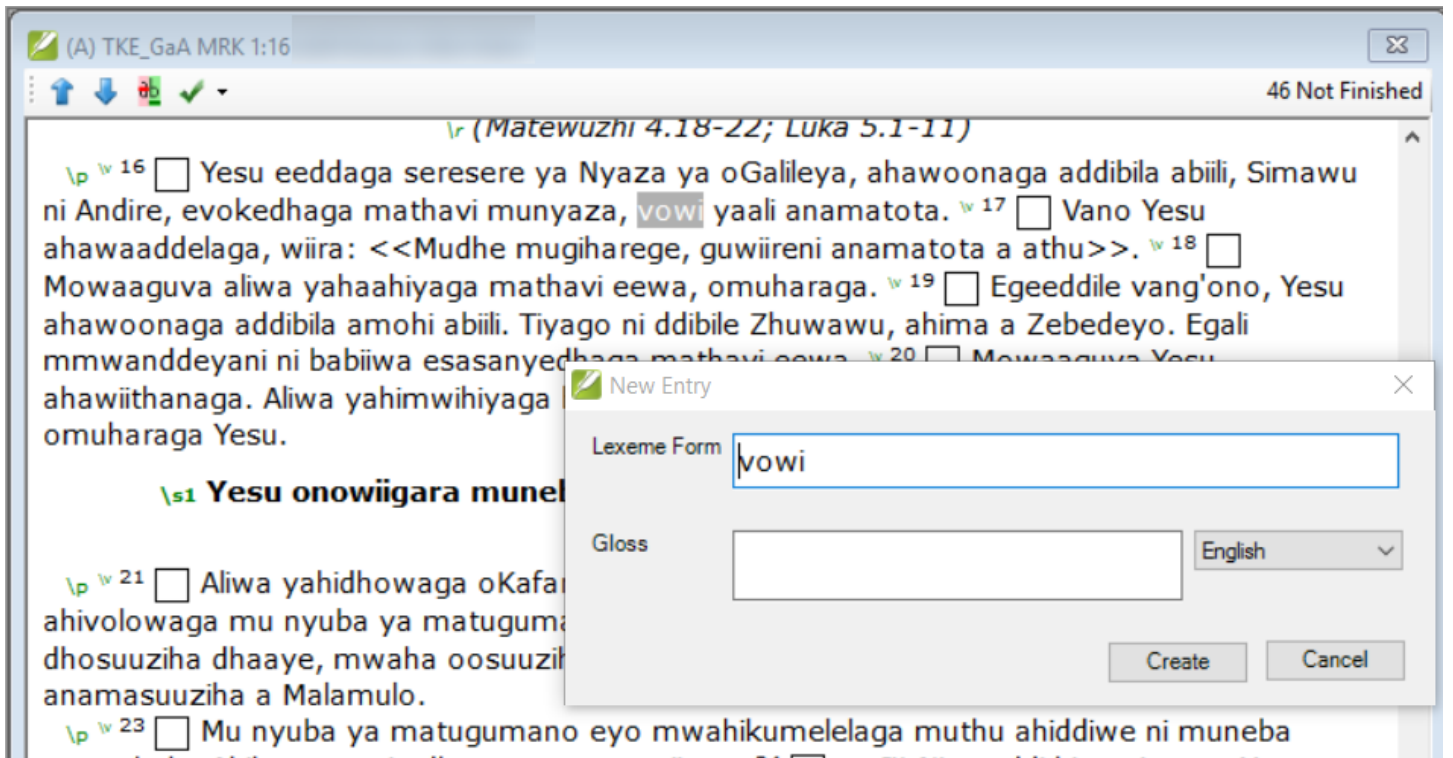 (A) TKE_GaA MRK 1:16
46 Not Finished
\r (Matewuzhi 4.18-22; Luka 5.1-11)
\p \v 16 Yesu eeddaga seresere ya Nyaza ya oGalileya, ahawoonaga addibila abiili, Simawu
ni Andire, evokedhaga mathavi munyaza, vowi yaali anamatota. \v 17 Vano Yesu
ahawaaddelaga, wiira: <<Mudhe mugiharege, guwiireni anamatota a athu>>. \v 18
Mowaaguva aliwa yahaahiyaga mathavi eewa, omuharaga. \v 19 Egeeddile vang'ono, Yesu
ahawoonaga addibila amohi abiili. Tiyago ni ddibile Zhuwawu, ahima a Zebedeyo. Egali
mmwanddeyani ni babiiwa esasanyedhaga mathavi eewa. \v 20 Mowaaguva Yesu
ahawiithanaga. Aliwa yahimwihiyaga
omuharaga Yesu.
\s1 Yesu onowiigara
\p \v 21 Aliwa yahidhowaga
ahivolowaga mu nyuba ya
dhosuuziha dhaaye, mwaha
anamasuuziha a Malamulo.
\p \v 23 Mu nyuba ya matugumano eyo mwahikumelelaga muthu ahiddiwe ni muneba
New Entry
Lexeme Form
vowi
Gloss
English
Create
Cancel